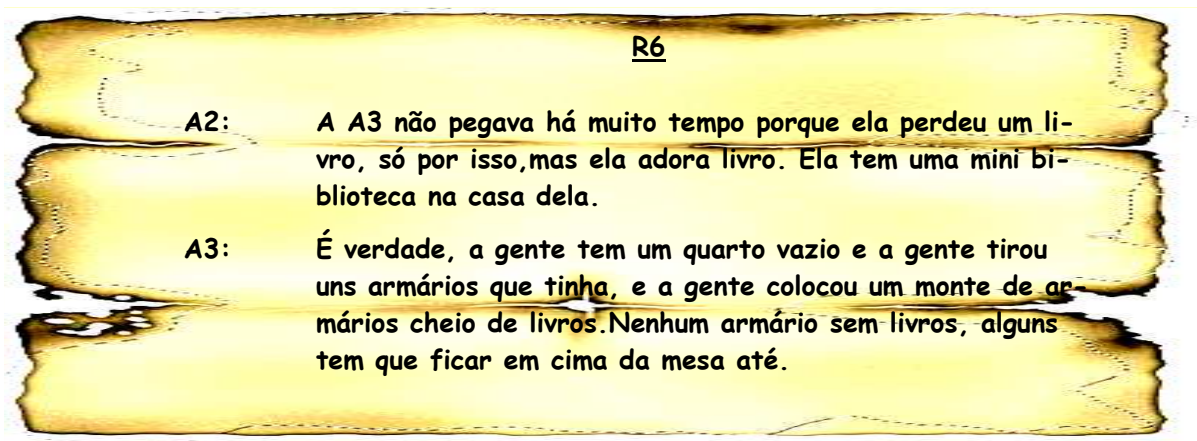 R6
A2: A A3 não pegava há muito tempo porque ela perdeu um li-
vro, só por isso,mas ela adora livro. Ela tem uma mini bi-
blioteca na casa dela.
A3: É verdade, a gente tem um quarto vazio e a gente tirou
uns armários que tinha, e a gente colocou um monte de ar-
mários cheio de livros.Nenhum armário sem livros, alguns
tem que ficar em cima da mesa até.